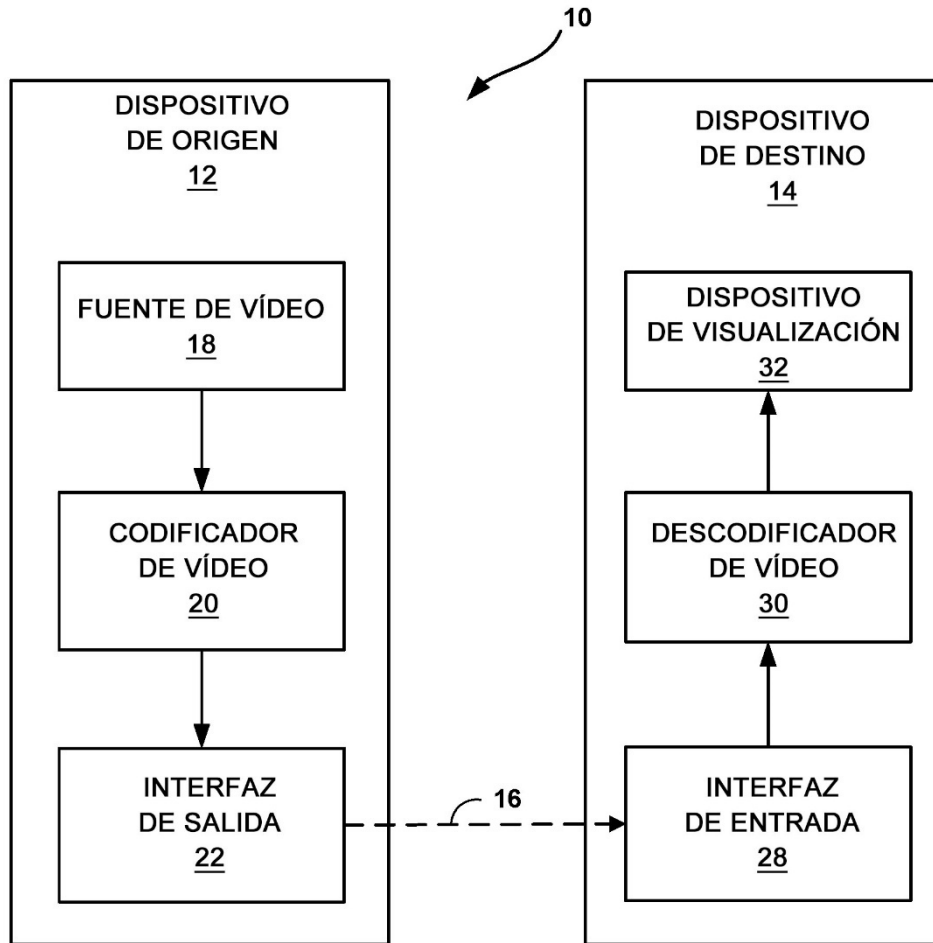 10
DISPOSITIVO
DE ORIGEN
12
FUENTE DE VÍDEO
18
CODIFICADOR
DE VÍDEO
20
INTERFAZ
DE SALIDA
22
16
DISPOSITIVO
DE DESTINO
14
DISPOSITIVO
DE VISUALIZACIÓN
32
DESCODIFICADOR
DE VÍDEO
30
INTERFAZ
DE ENTRADA
28